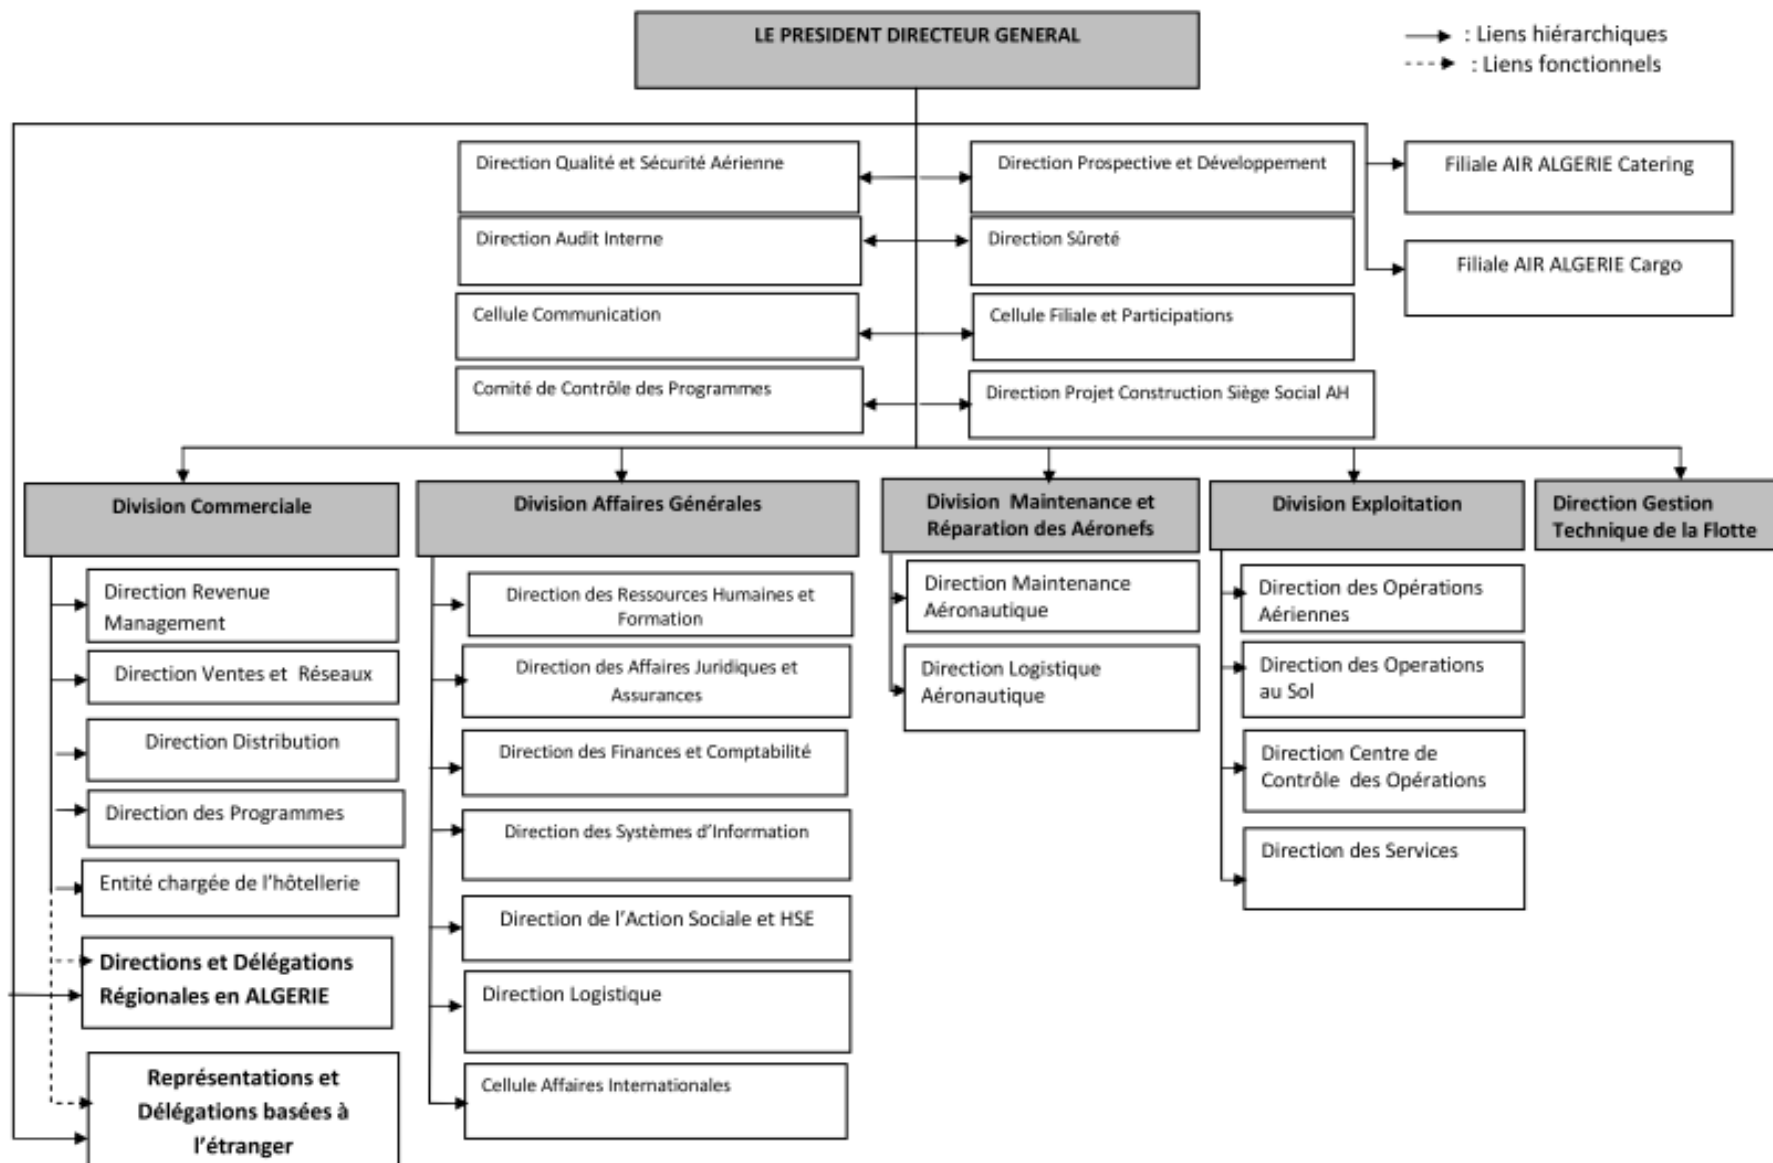 LE PRESIDENT DIRECTEUR GENERAL
: Liens hiérarchiques
: Liens fonctionnels
Direction Qualité et Sécurité Aérienne
Direction Prospective et Développement
Filiale AIR ALGERIE Catering
Direction Audit Interne
Direction Sûreté
Filiale AIR ALGERIE Cargo
Cellule Communication
Cellule Filiale et Participations
Comité de Contrôle des Programmes
Direction Projet Construction Siège Social AH
Division Commerciale
Direction Revenue
Management
Direction Ventes et Réseaux
Direction Distribution
Direction des Programmes
Entité chargée de l'hôtellerie
Directions et Délégations
Régionales en ALGERIE
Représentations et
Délégations basées à
l'étranger
Division Affaires Générales
Direction des Ressources Humaines et
Formation
Direction des Affaires Juridiques et
Assurances
Direction des Finances et Comptabilité
Direction des Systèmes d'Information
Direction de l'Action Sociale et HSE
Direction Logistique
Cellule Affaires Internationales
Division Maintenance et
Réparation des Aéronefs
Direction Maintenance
Aéronautique
Direction Logistique
Aéronautique
Division Exploitation
Direction des Opérations
Aériennes
Direction des Operations
au Sol
Direction Centre de
Contrôle des Opérations
Direction des Services
Direction Gestion
Technique de la Flotte